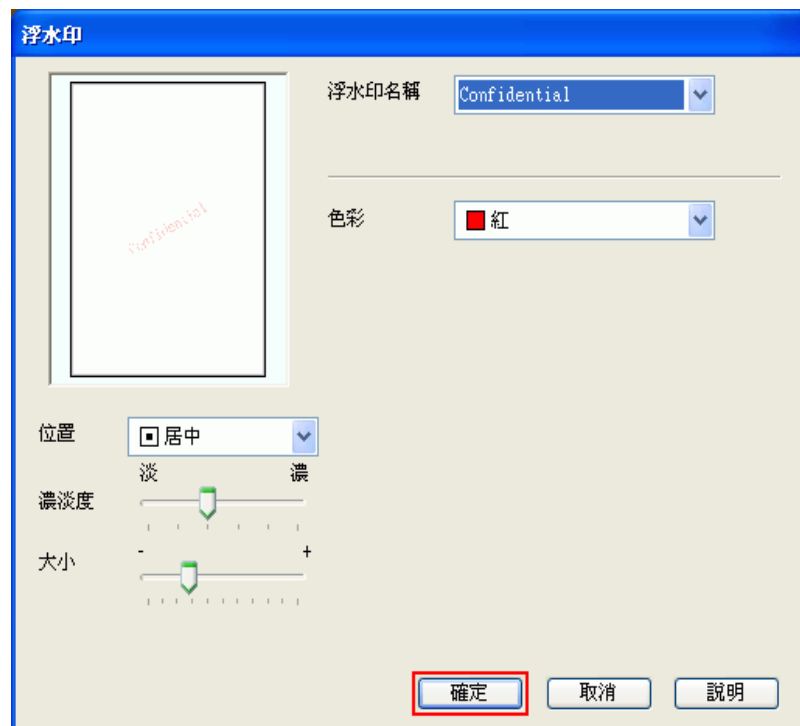 浮水印
浮水印名稱
Confidential
Confidential
色彩
紅
位置
居中
淡 濃
濃淡度
- +
大小
確定 取消 說明